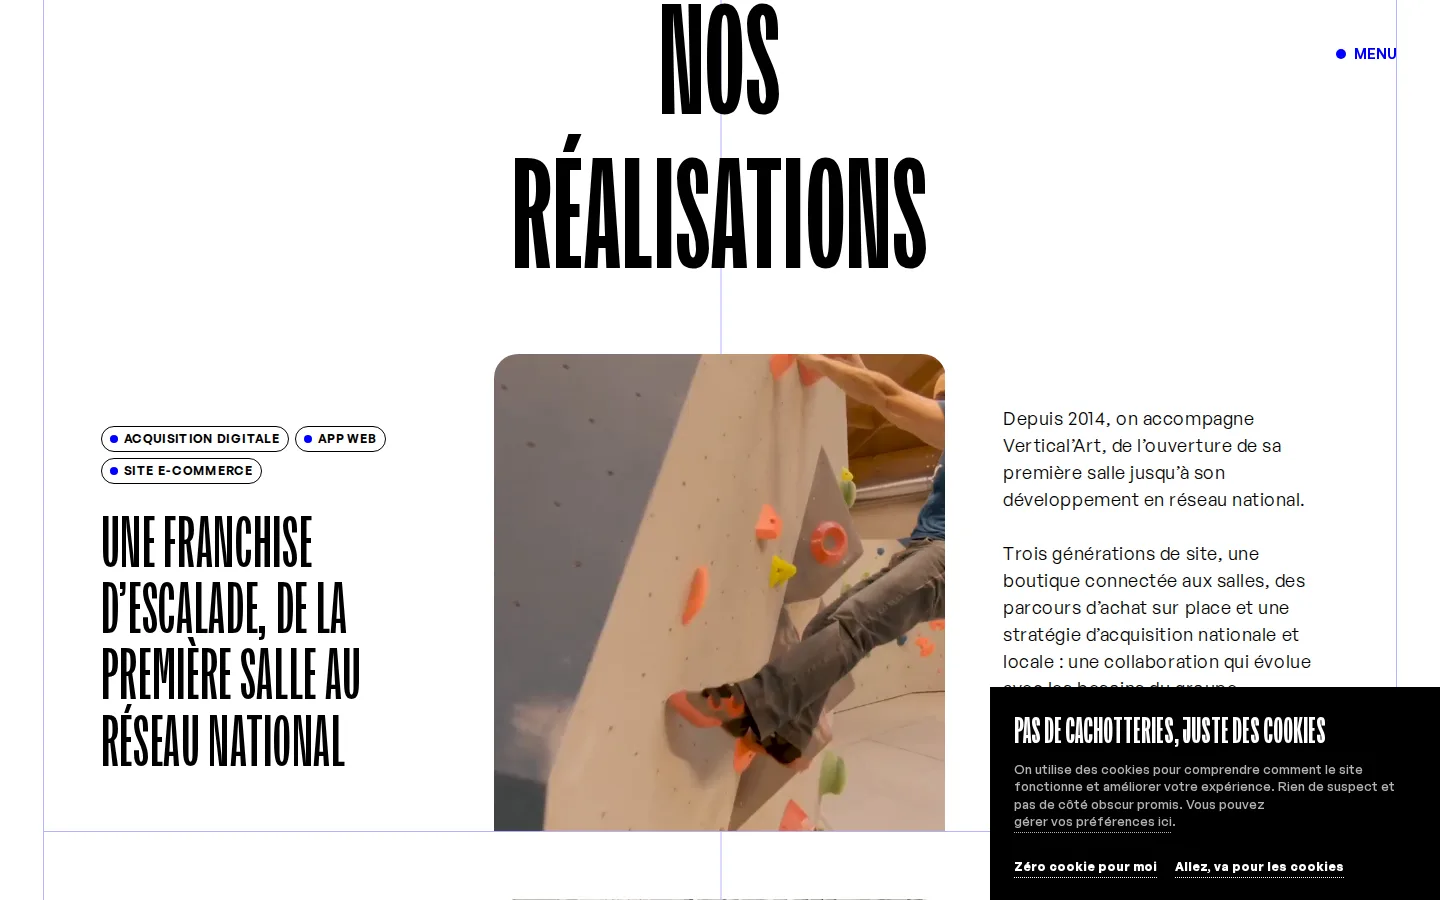 NOS
RÉALISATIONS
MENU
ACQUISITION DIGITALE
APP WEB
SITE E-COMMERCE
UNE FRANCHISE
D’ESCALADE, DE LA
PREMIÈRE SALLE AU
RÉSEAU NATIONAL
Depuis 2014, on accompagne
Vertical’Art, de l’ouverture de sa
première salle jusqu’à son
développement en réseau national.
Trois générations de site, une
boutique connectée aux salles, des
parcours d’achat sur place et une
stratégie d’acquisition nationale et
locale : une collaboration qui évolue
avec les besoins du groupe.
PAS DE CACHOTTERIES, JUSTE DES COOKIES
On utilise des cookies pour comprendre comment le site
fonctionne et améliorer votre expérience. Rien de suspect et
pas de côté obscur promis. Vous pouvez
gérer vos préférences ici.
Zéro cookie pour moi
Allez, va pour les cookies